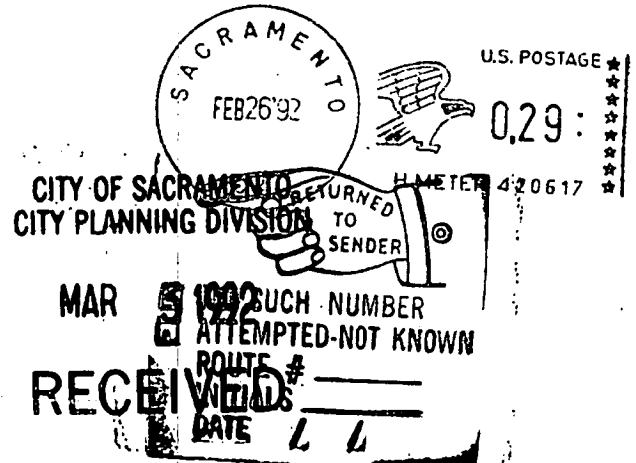 SACRAMENTO
FEB26'92
U.S. POSTAGE
0.29
H METER 420617
CITY OF SACRAMENTO
CITY PLANNING DIVISION
RETURNED
TO
SENDER
MAR 5 1992
SUCH NUMBER
ATTEMPTED-NOT KNOWN
ROUTE #
INITIALS
RECEIVED
DATE